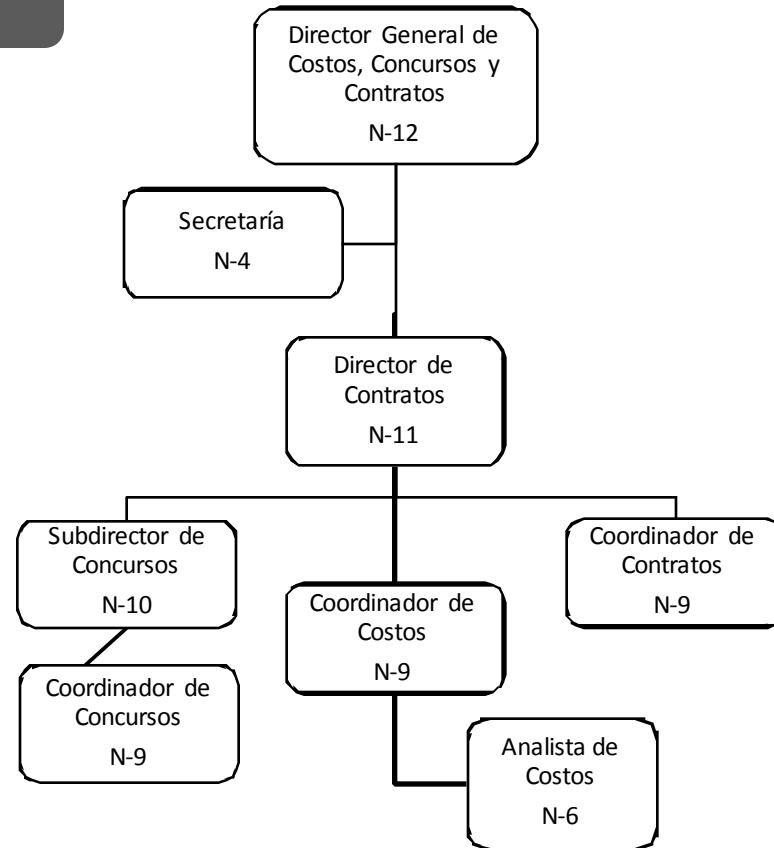 Director General de
Costos, Concursos y
Contratos
N-12
Secretaría
N-4
Director de
Contratos
N-11
Subdirector de
Concursos
N-10
Coordinador de
Contratos
N-9
Coordinador de
Costos
N-9
Coordinador de
Concursos
N-9
Analista de
Costos
N-6